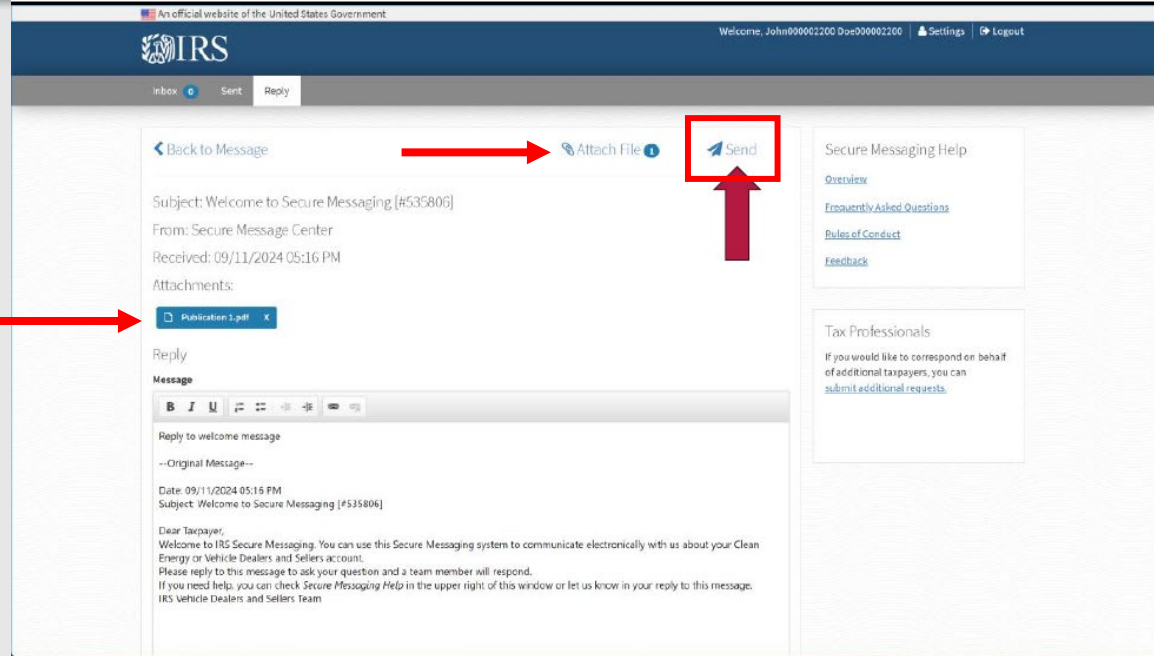 An official website of the United States Government
IRS
Welcome, John000002200 Doe000002200 Settings Logout
Inbox 0 Sent Reply
Back to Message Attach File 1 Send
Subject: Welcome to Secure Messaging [#535806]
From: Secure Message Center
Received: 09/11/2024 05:16 PM
Attachments:
Publication 1.pdf X
Reply
Message
B I U
Reply to welcome message
--Original Message--
Date: 09/11/2024 05:16 PM
Subject: Welcome to Secure Messaging [#535806]
Dear Taxpayer,
Welcome to IRS Secure Messaging. You can use this Secure Messaging system to communicate electronically with us about your Clean
Energy or Vehicle Dealers and Sellers account.
Please reply to this message to ask your question and a team member will respond.
If you need help, you can check Secure Messaging Help in the upper right of this window or let us know in your reply to this message.
IRS Vehicle Dealers and Sellers Team
Secure Messaging Help
Overview
Frequently Asked Questions
Rules of Conduct
Feedback
Tax Professionals
If you would like to correspond on behalf
of additional taxpayers, you can
submit additional requests.